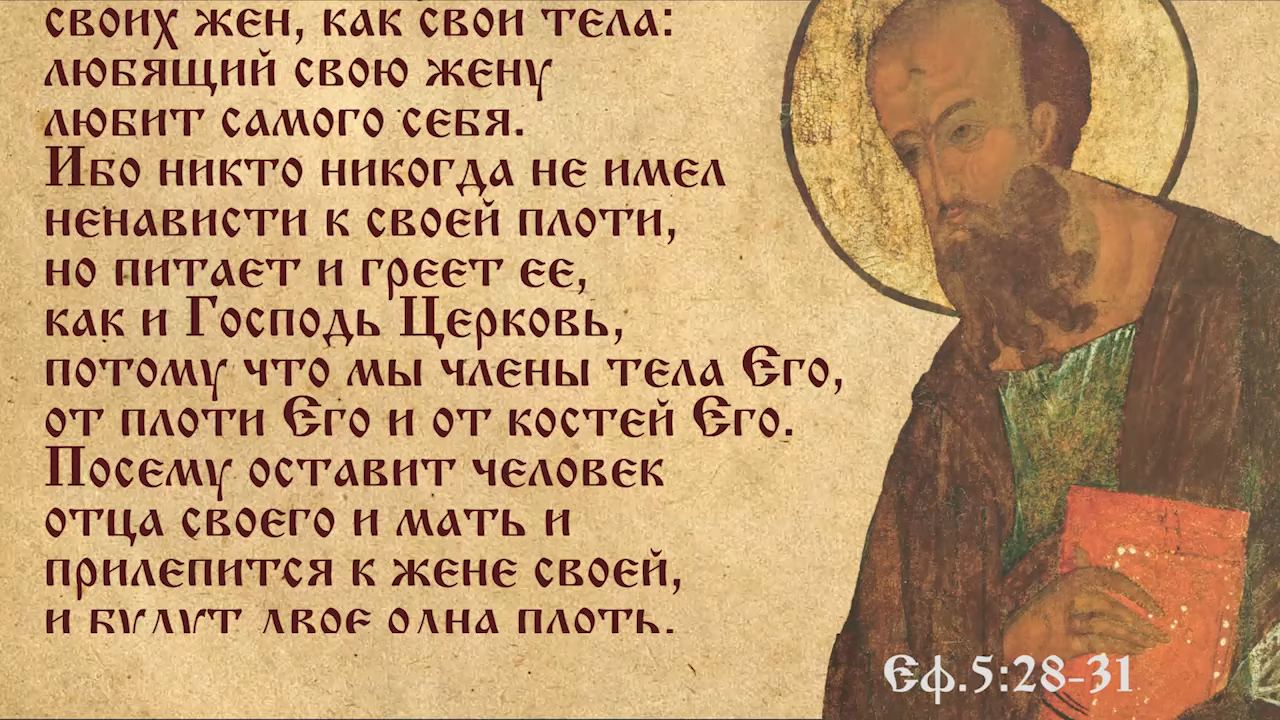 своих жен, как свои тела:
любящий свою жену
любит самого себя.
Ибо никто никогда не имел
ненависти к своей плоти,
но питает и греет ее,
как и Господь Церковь,
потому что мы члены тела Его,
от плоти Его и от костей Его.
Посему оставит человек
отца своего и мать и
прилепится к жене своей,
и будут двое одна плоть.
Еф.5:28-31